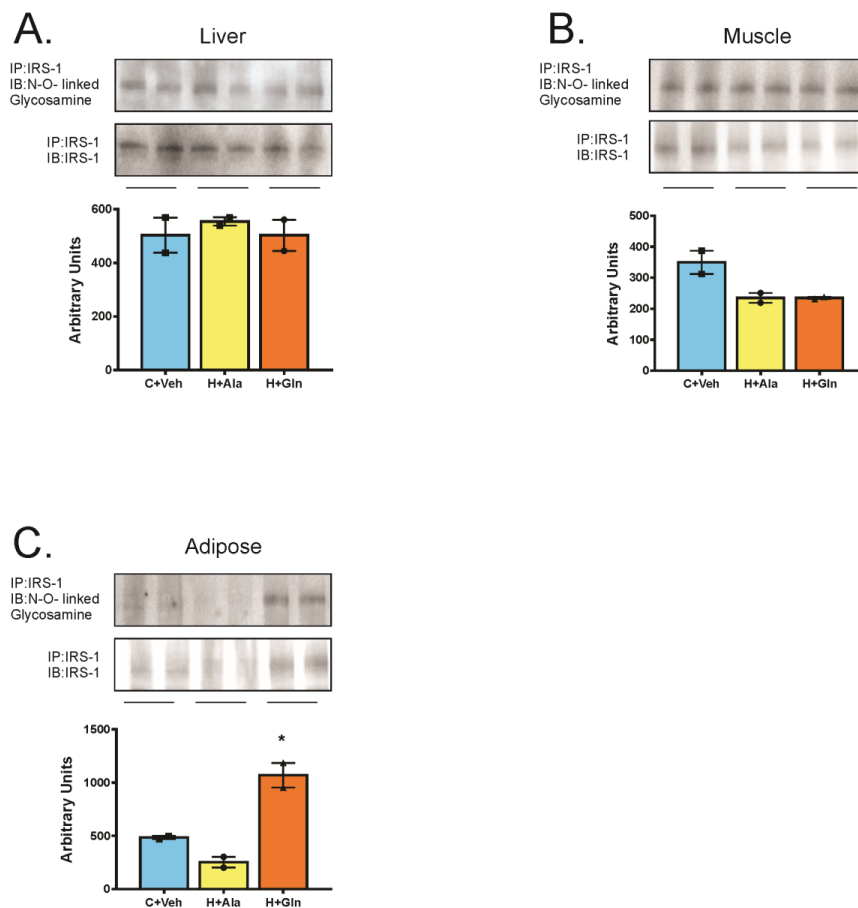 A.
Liver
IP:IRS-1
IB:N-O- linked
Glycosamine
IP:IRS-1
IB:IRS-1
Arbitrary Units
600
400
200
0
C+Veh
H+Ala
H+Gln
B.
Muscle
IP:IRS-1
IB:N-O- linked
Glycosamine
IP:IRS-1
IB:IRS-1
Arbitrary Units
500
400
300
200
100
0
C+Veh
H+Ala
H+Gln
C.
Adipose
IP:IRS-1
IB:N-O- linked
Glycosamine
IP:IRS-1
IB:IRS-1
Arbitrary Units
1500
1000
500
0
*
C+Veh
H+Ala
H+Gln